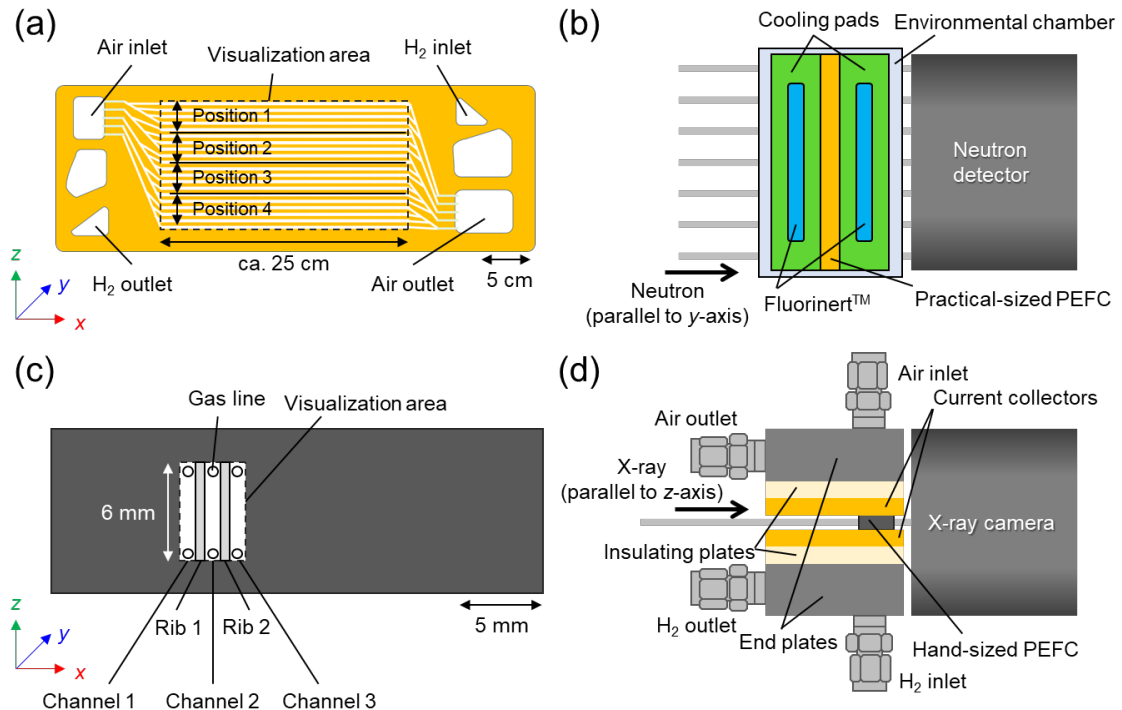 (a)
Air inlet
Visualization area
H2 inlet
Position 1
Position 2
Position 3
Position 4
ca. 25 cm
5 cm
H2 outlet
Air outlet
z
y
x
(b)
Cooling pads
Environmental chamber
Neutron
detector
Neutron
(parallel to y-axis)
Fluorinert™
Practical-sized PEFC
(c)
Gas line
Visualization area
6 mm
Rib 1
Rib 2
5 mm
Channel 1
Channel 2
Channel 3
z
y
x
(d)
Air inlet
Current collectors
Air outlet
X-ray
(parallel to z-axis)
X-ray camera
Insulating plates
H2 outlet
End plates
Hand-sized PEFC
H2 inlet